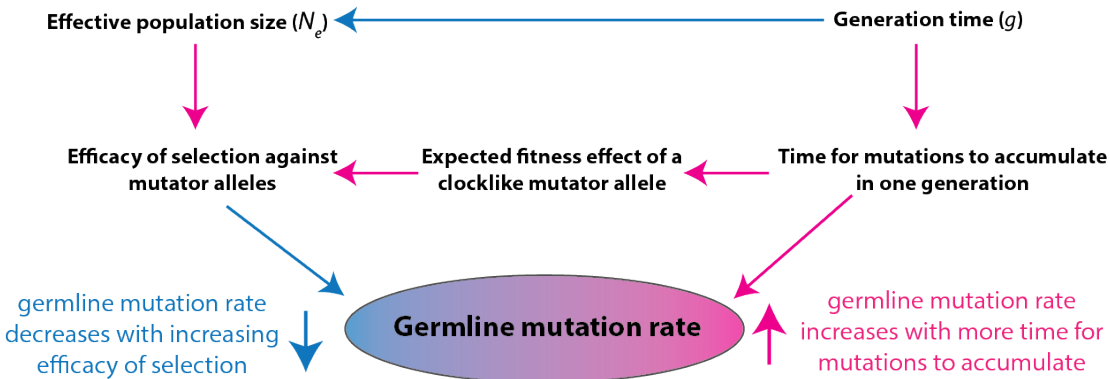 Effective population size (Ne)
Generation time (g)
Efficacy of selection against
mutator alleles
Expected fitness effect of a
clocklike mutator allele
Time for mutations to accumulate
in one generation
germline mutation rate
decreases with increasing
efficacy of selection
Germline mutation rate
germline mutation rate
increases with more time for
mutations to accumulate